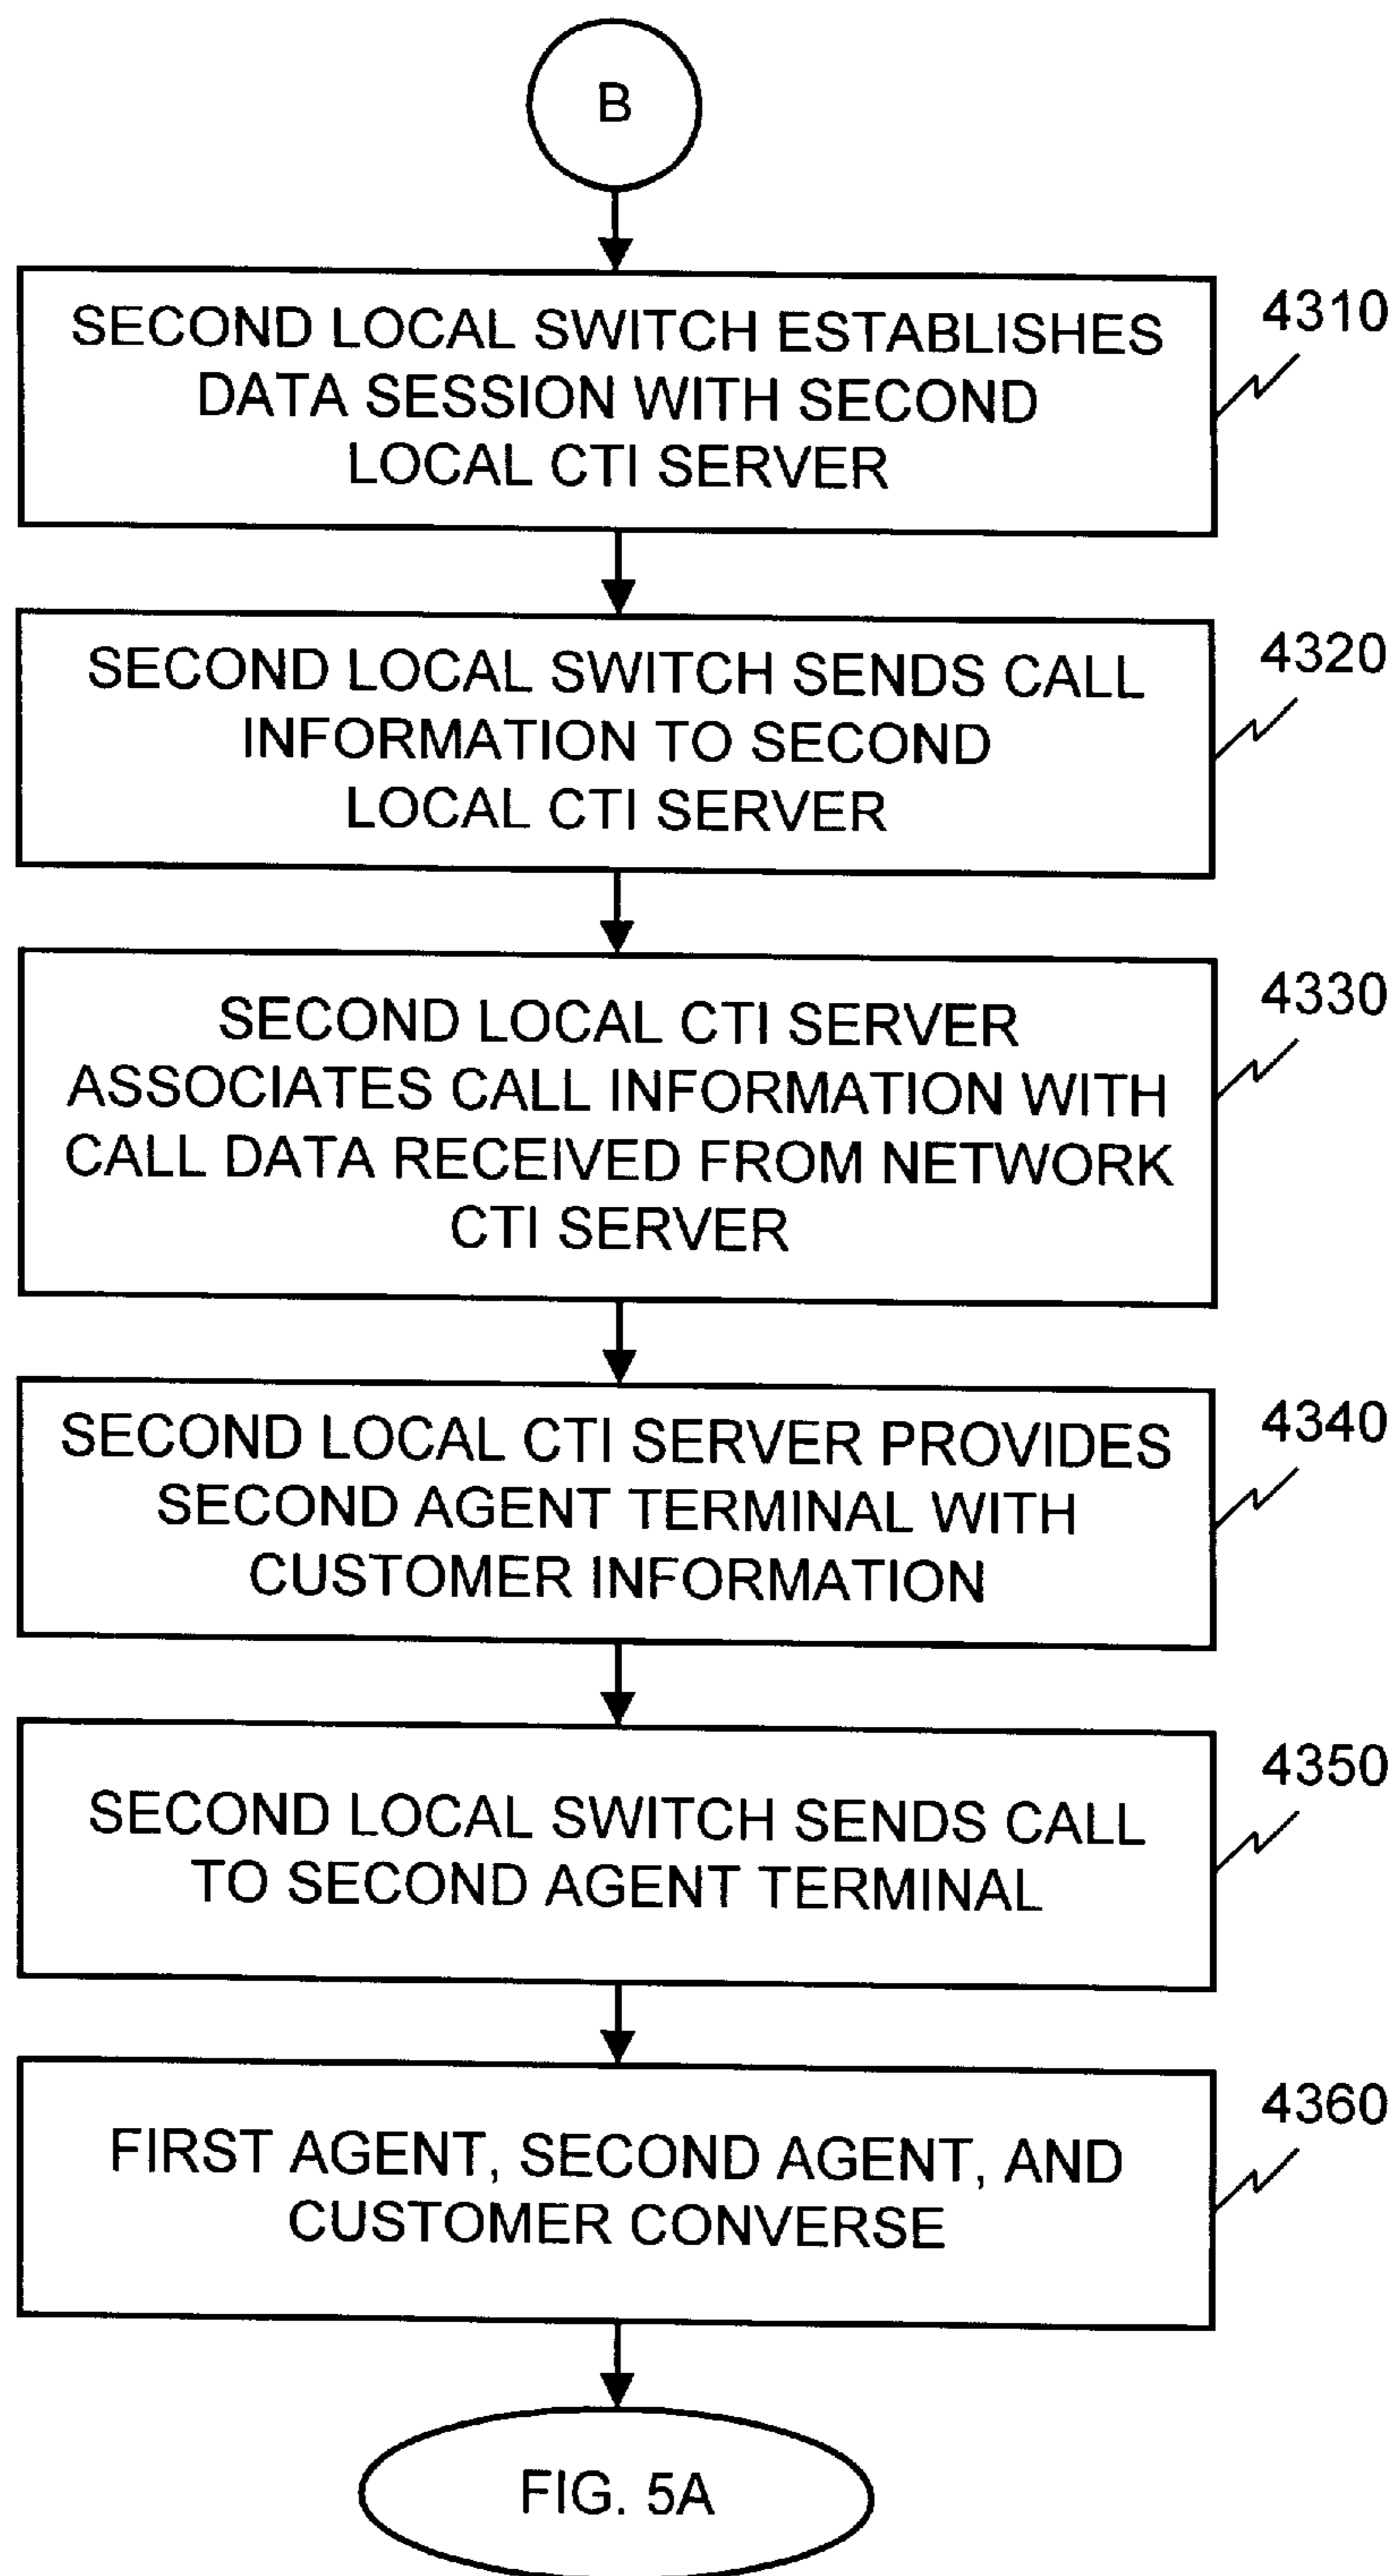 B
SECOND LOCAL SWITCH ESTABLISHES
DATA SESSION WITH SECOND
LOCAL CTI SERVER
4310
SECOND LOCAL SWITCH SENDS CALL
INFORMATION TO SECOND
LOCAL CTI SERVER
4320
SECOND LOCAL CTI SERVER
ASSOCIATES CALL INFORMATION WITH
CALL DATA RECEIVED FROM NETWORK
CTI SERVER
4330
SECOND LOCAL CTI SERVER PROVIDES
SECOND AGENT TERMINAL WITH
CUSTOMER INFORMATION
4340
SECOND LOCAL SWITCH SENDS CALL
TO SECOND AGENT TERMINAL
4350
FIRST AGENT, SECOND AGENT, AND
CUSTOMER CONVERSE
4360
FIG. 5A